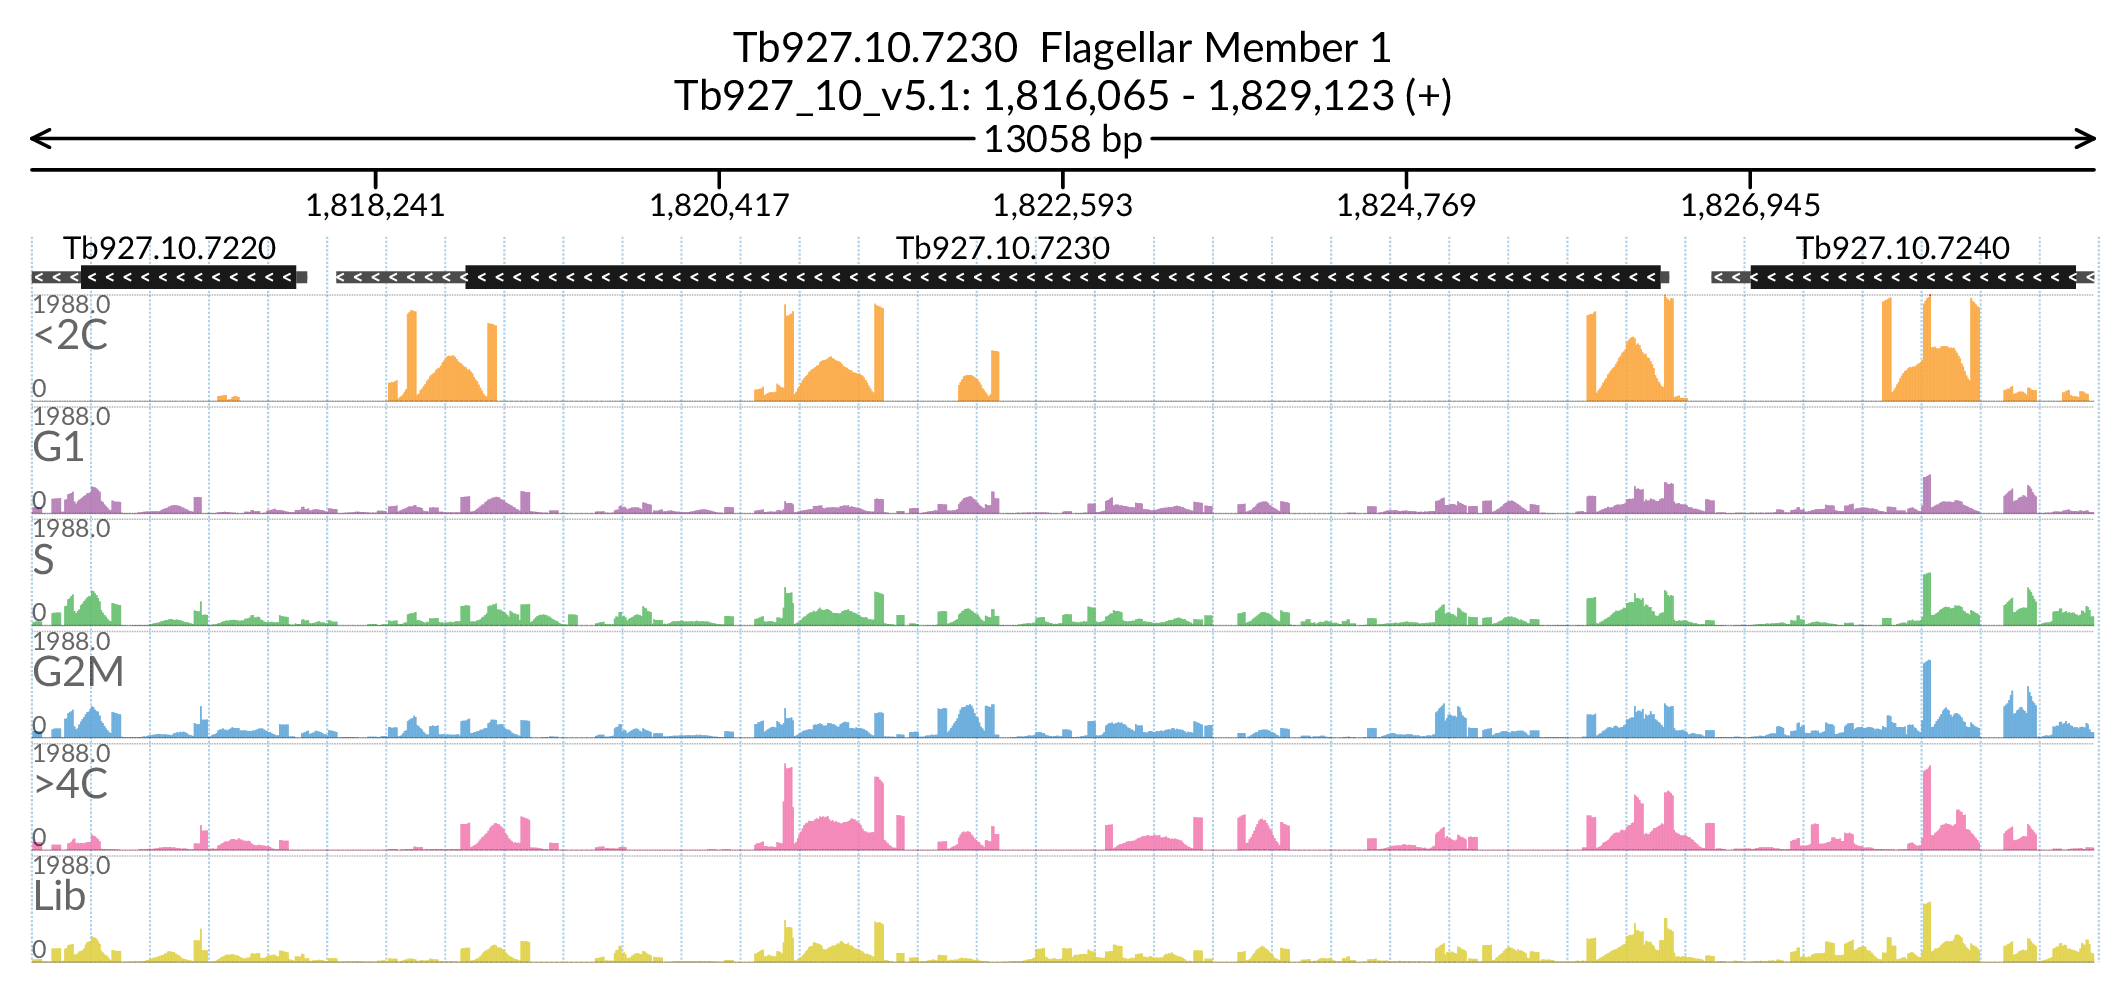 Tb927.10.7230  Flagellar Member 1
Tb927_10_v5.1: 1,816,065 - 1,829,123 (+)
13058 bp
1,818,241 1,820,417 1,822,593 1,824,769 1,826,945
Tb927.10.7220 Tb927.10.7230 Tb927.10.7240
1988.0
<2C
0
1988.0
G1
0
1988.0
S
0
1988.0
G2M
0
1988.0
>4C
0
1988.0
Lib
0